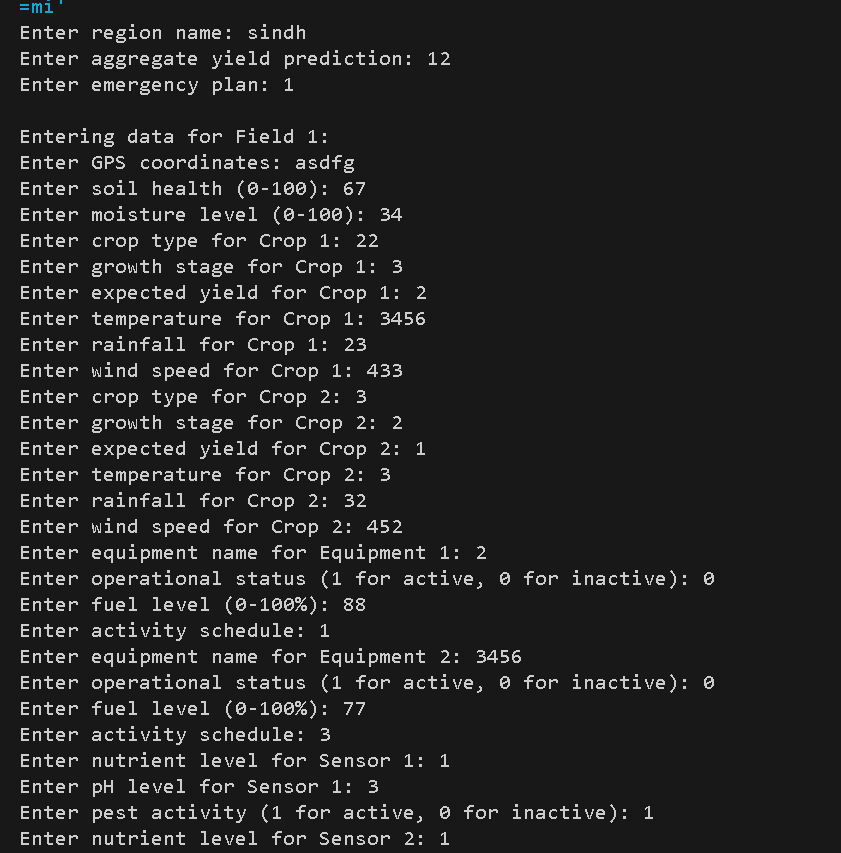 =mi'
Enter region name: sindh
Enter aggregate yield prediction: 12
Enter emergency plan: 1
Entering data for Field 1:
Enter GPS coordinates: asdfg
Enter soil health (0-100): 67
Enter moisture level (0-100): 34
Enter crop type for Crop 1: 22
Enter growth stage for Crop 1: 3
Enter expected yield for Crop 1: 2
Enter temperature for Crop 1: 3456
Enter rainfall for Crop 1: 23
Enter wind speed for Crop 1: 433
Enter crop type for Crop 2: 3
Enter growth stage for Crop 2: 2
Enter expected yield for Crop 2: 1
Enter temperature for Crop 2: 3
Enter rainfall for Crop 2: 32
Enter wind speed for Crop 2: 452
Enter equipment name for Equipment 1: 2
Enter operational status (1 for active, 0 for inactive): 0
Enter fuel level (0-100%): 88
Enter activity schedule: 1
Enter equipment name for Equipment 2: 3456
Enter operational status (1 for active, 0 for inactive): 0
Enter fuel level (0-100%): 77
Enter activity schedule: 3
Enter nutrient level for Sensor 1: 1
Enter pH level for Sensor 1: 3
Enter pest activity (1 for active, 0 for inactive): 1
Enter nutrient level for Sensor 2: 1